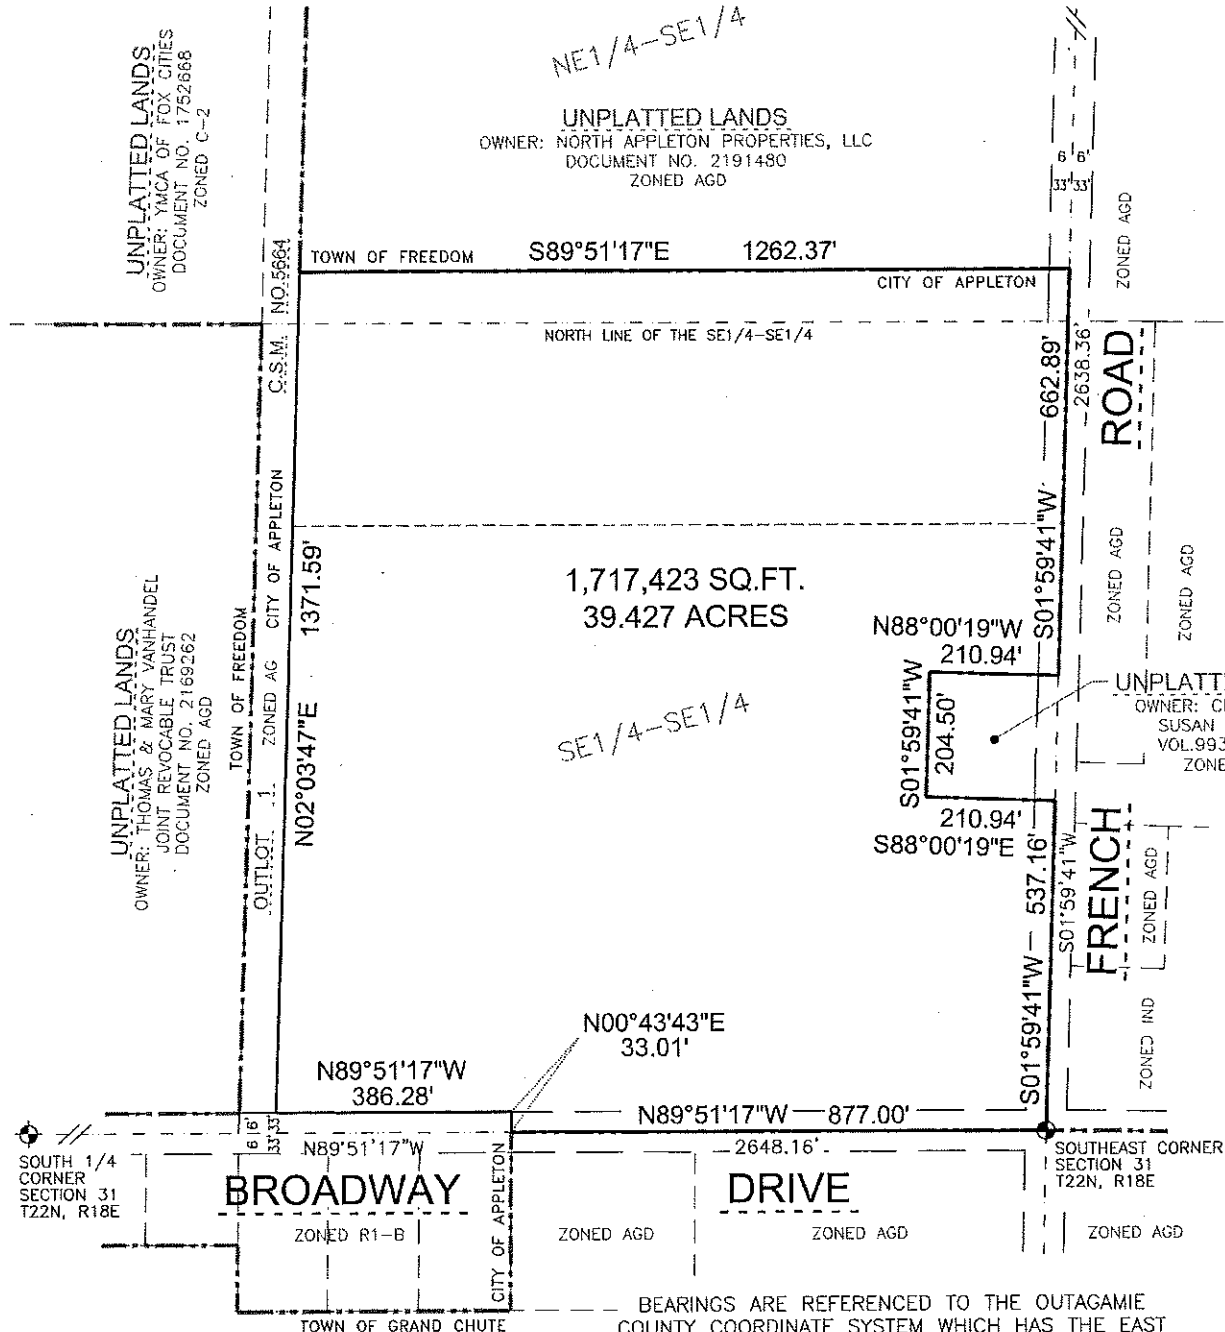 NE1/4-SE1/4
UNPLATTED LANDS
OWNER: NORTH APPLETON PROPERTIES, LLC
DOCUMENT NO. 2191480
ZONED AGD
UNPLATTED LANDS
OWNER: YMCA OF FOX CITIES
DOCUMENT NO. 1752668
ZONED C-2
6' 6'
33' 33'
ZONED AGD
TOWN OF FREEDOM
S89°51'17"E 1262.37'
CITY OF APPLETON
NORTH LINE OF THE SE1/4-SE1/4
OUTLOT 1 C.S.M. NO.5664
ZONED AG CITY OF APPLETON
TOWN OF FREEDOM
N02°03'47"E 1371.59'
S01°59'41"W 662.89'
2638.36'
ROAD
ZONED AGD
ZONED AGD
1,717,423 SQ.FT.
39.427 ACRES
N88°00'19"W
210.94'
S01°59'41"W
204.50'
210.94'
S88°00'19"E
UNPLATT
OWNER: C
SUSAN
VOL.993
ZONE
SE1/4-SE1/4
UNPLATTED LANDS
OWNER: THOMAS & MARY VANHANDEL
JOINT REVOCABLE TRUST
DOCUMENT NO. 2169262
ZONED AGD
S01°59'41"W 537.16'
S01°59'41"W
FRENCH
ZONED AGD
ZONED IND
N00°43'43"E
33.01'
N89°51'17"W
386.28'
N89°51'17"W 877.00'
6' 6'
33' 33'
N89°51'17"W
2648.16'
SOUTH 1/4
CORNER
SECTION 31
T22N, R18E
SOUTHEAST CORNER
SECTION 31
T22N, R18E
BROADWAY DRIVE
CITY OF APPLETON
ZONED R1-B
ZONED AGD
ZONED AGD
ZONED AGD
TOWN OF GRAND CHUTE
BEARINGS ARE REFERENCED TO THE OUTAGAMIE
COUNTY COORDINATE SYSTEM WHICH HAS THE EAST